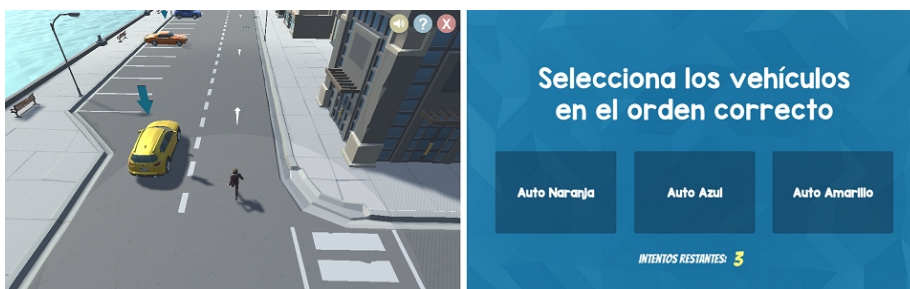 ?
X
Selecciona los vehículos
en el orden correcto
Auto Naranja
Auto Azul
Auto Amarillo
INTENTOS RESTANTES: 3